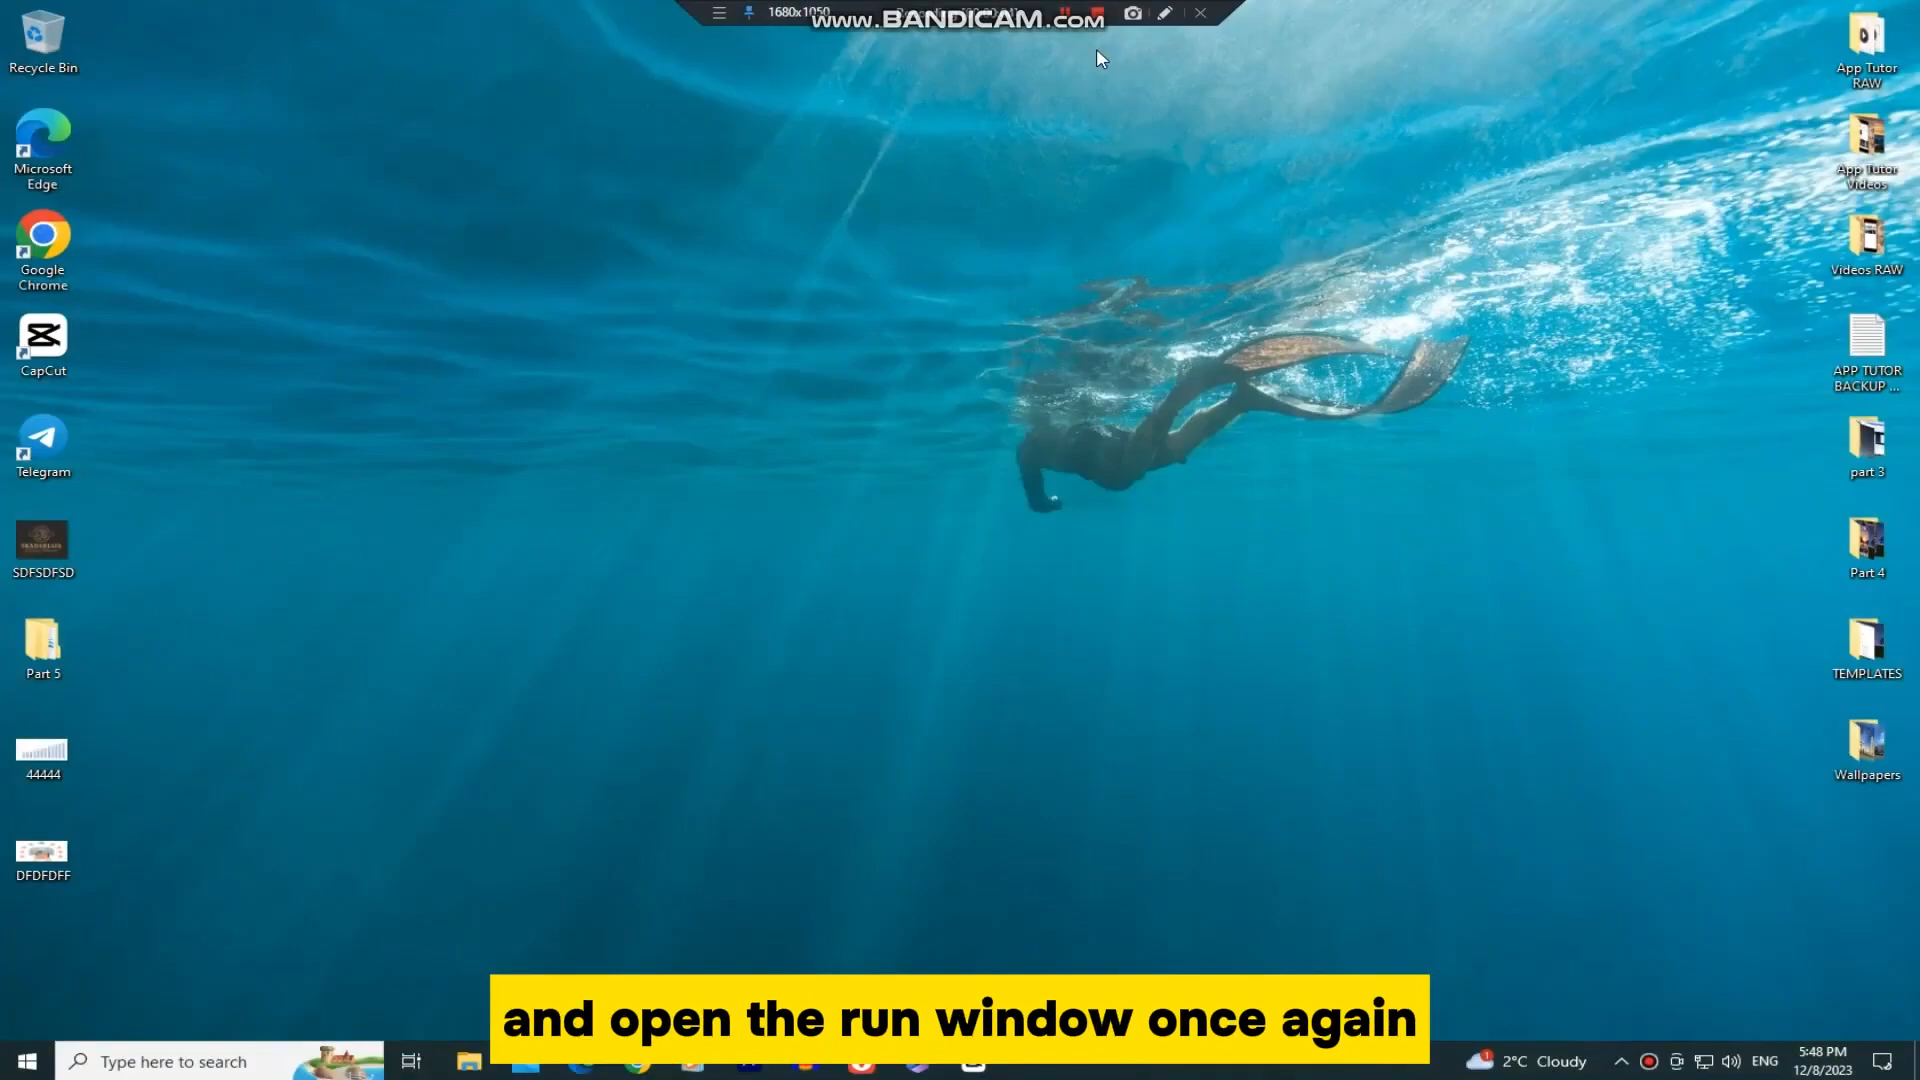 1680x1050
www.BANDICAM.com
Recycle Bin
Microsoft
Edge
Google
Chrome
CapCut
Telegram
SDFSDFSD
Part 5
44444
DFDFDFF
App Tutor
RAW
App Tutor
Videos
Videos RAW
APP TUTOR
BACKUP ...
part 3
Part 4
TEMPLATES
Wallpapers
and open the run window once again
Type here to search
1
2°C Cloudy
ENG
5:48 PM
12/8/2023